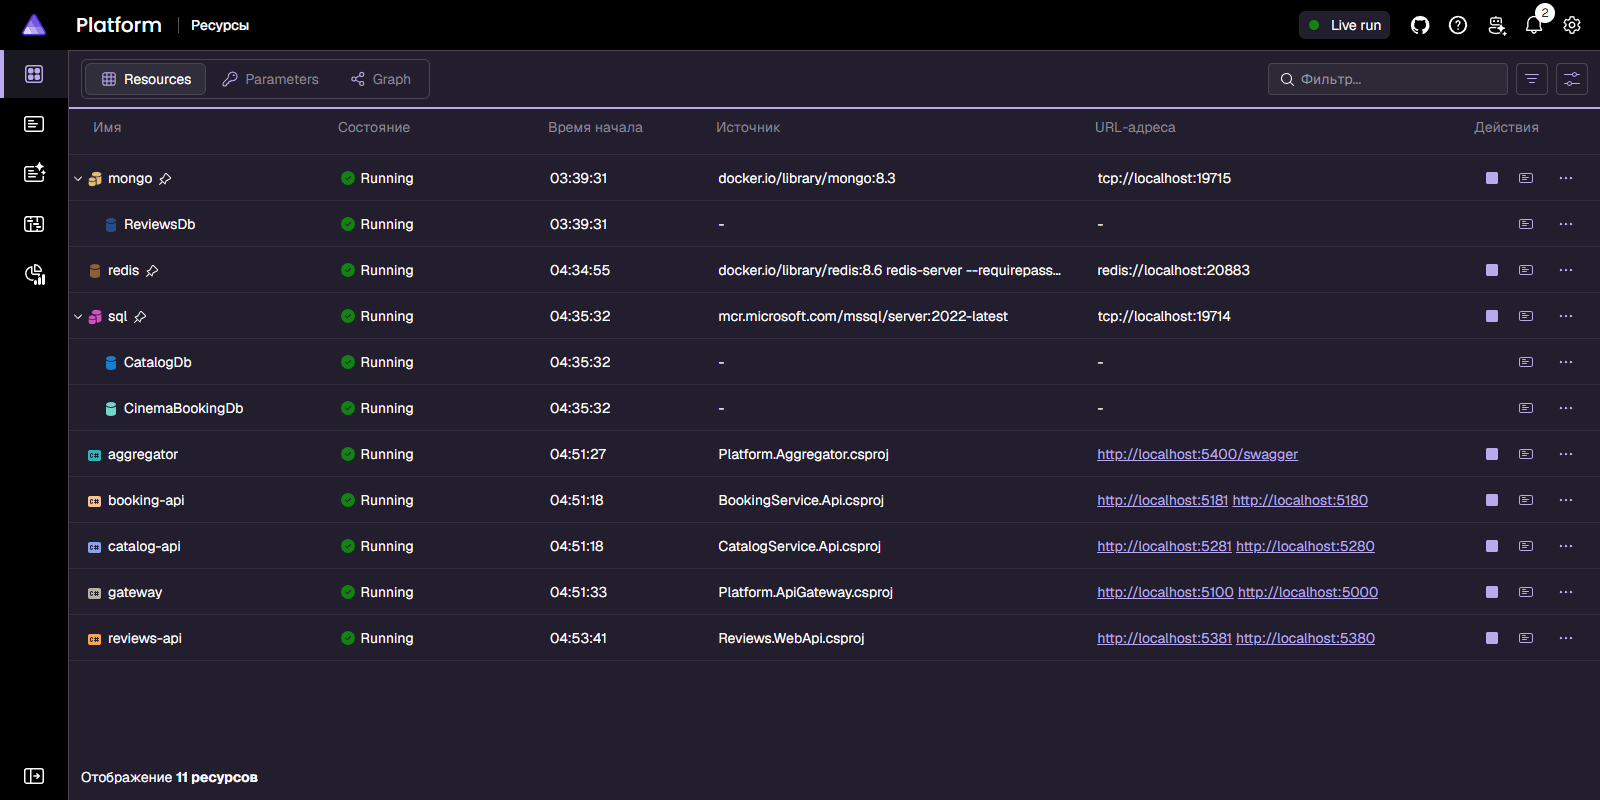 Platform Ресурсы Live run 2
Resources Parameters Graph Фильтр...
Имя Состояние Время начала Источник URL-адреса Действия
mongo Running 03:39:31 docker.io/library/mongo:8.3 tcp://localhost:19715
ReviewsDb Running 03:39:31 - -
redis Running 04:34:55 docker.io/library/redis:8.6 redis-server --requirepass... redis://localhost:20883
sql Running 04:35:32 mcr.microsoft.com/mssql/server:2022-latest tcp://localhost:19714
CatalogDb Running 04:35:32 - -
CinemaBookingDb Running 04:35:32 - -
C# aggregator Running 04:51:27 Platform.Aggregator.csproj http://localhost:5400/swagger
C# booking-api Running 04:51:18 BookingService.Api.csproj http://localhost:5181 http://localhost:5180
C# catalog-api Running 04:51:18 CatalogService.Api.csproj http://localhost:5281 http://localhost:5280
C# gateway Running 04:51:33 Platform.ApiGateway.csproj http://localhost:5100 http://localhost:5000
C# reviews-api Running 04:53:41 Reviews.WebApi.csproj http://localhost:5381 http://localhost:5380
Отображение 11 ресурсов